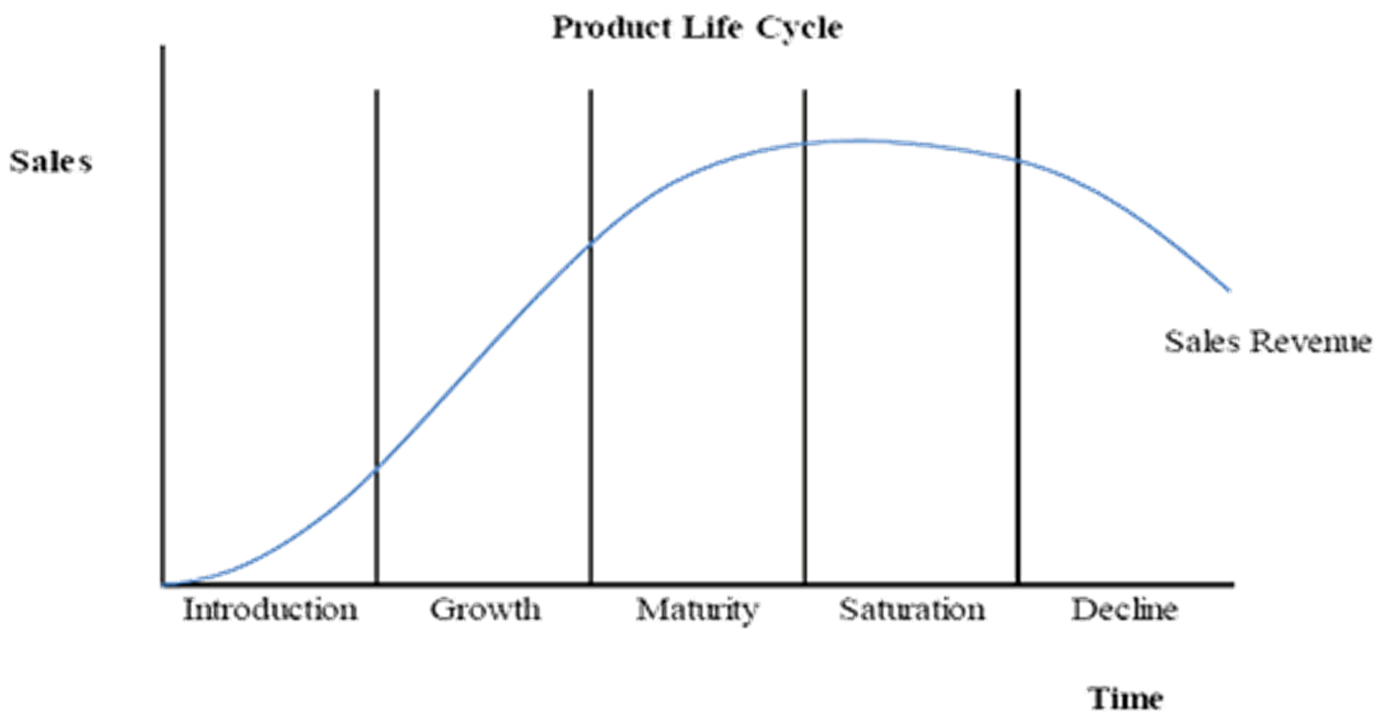 Product Life Cycle
Sales
Sales Revenue
Introduction Growth Maturity Saturation Decline
Time